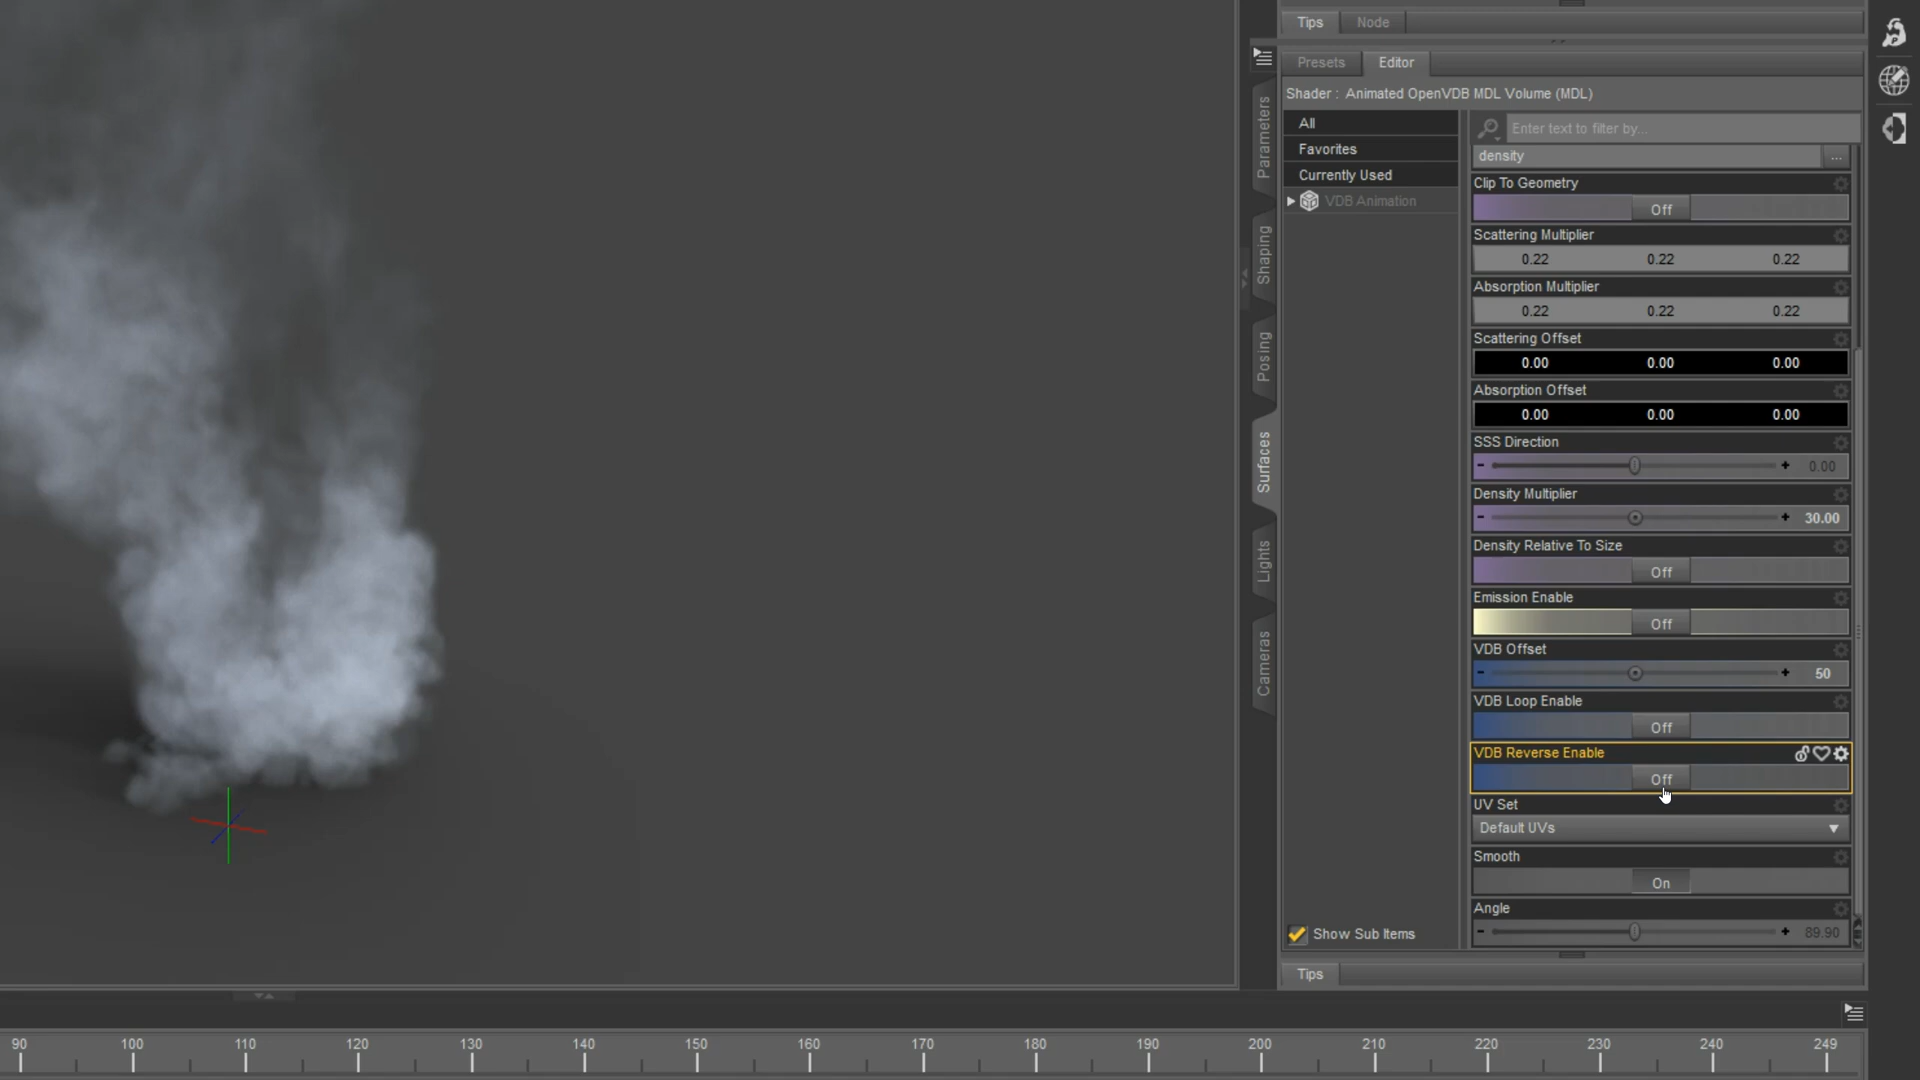 Tips
Node
Presets
Editor
Shader : Animated OpenVDB MDL Volume (MDL)
All
Favorites
Currently Used
VDB Animation
Show Sub Items
Parameters
Shaping
Posing
Surfaces
Lights
Cameras
Enter text to filter by...
density
...
Clip To Geometry
Off
Scattering Multiplier
0.22 0.22 0.22
Absorption Multiplier
0.22 0.22 0.22
Scattering Offset
0.00 0.00 0.00
Absorption Offset
0.00 0.00 0.00
SSS Direction
- + 0.00
Density Multiplier
- + 30.00
Density Relative To Size
Off
Emission Enable
Off
VDB Offset
- + 50
VDB Loop Enable
Off
VDB Reverse Enable
Off
UV Set
Default UVs
Smooth
On
Angle
- + 89.90
Tips
90 100 110 120 130 140 150 160 170 180 190 200 210 220 230 240 249